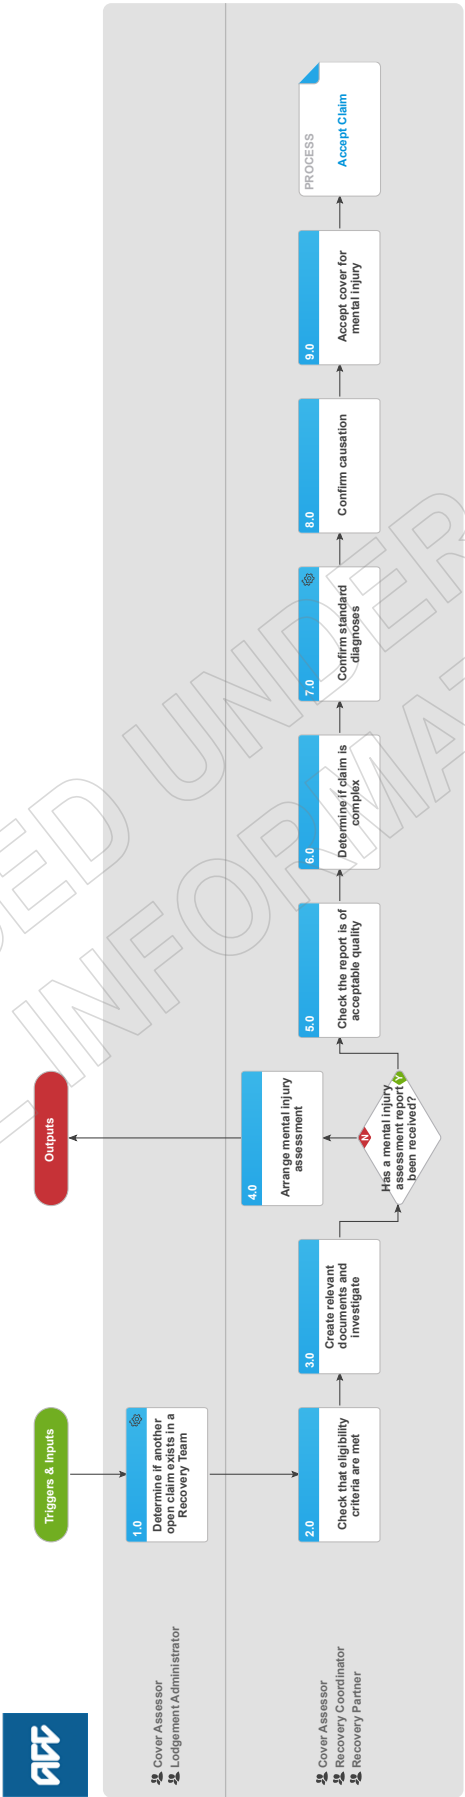 ACC
Triggers & Inputs
Outputs
Cover Assessor
Lodgement Administrator
1.0
Determine if another
open claim exists in a
Recovery Team
Cover Assessor
Recovery Coordinator
Recovery Partner
2.0
Check that eligibility
criteria are met
3.0
Create relevant
documents and
investigate
Has a mental injury
assessment report
been received?
N
Y
4.0
Arrange mental injury
assessment
5.0
Check the report is of
acceptable quality
6.0
Determine if claim is
complex
7.0
Confirm standard
diagnoses
8.0
Confirm causation
9.0
Accept cover for
mental injury
PROCESS
Accept Claim